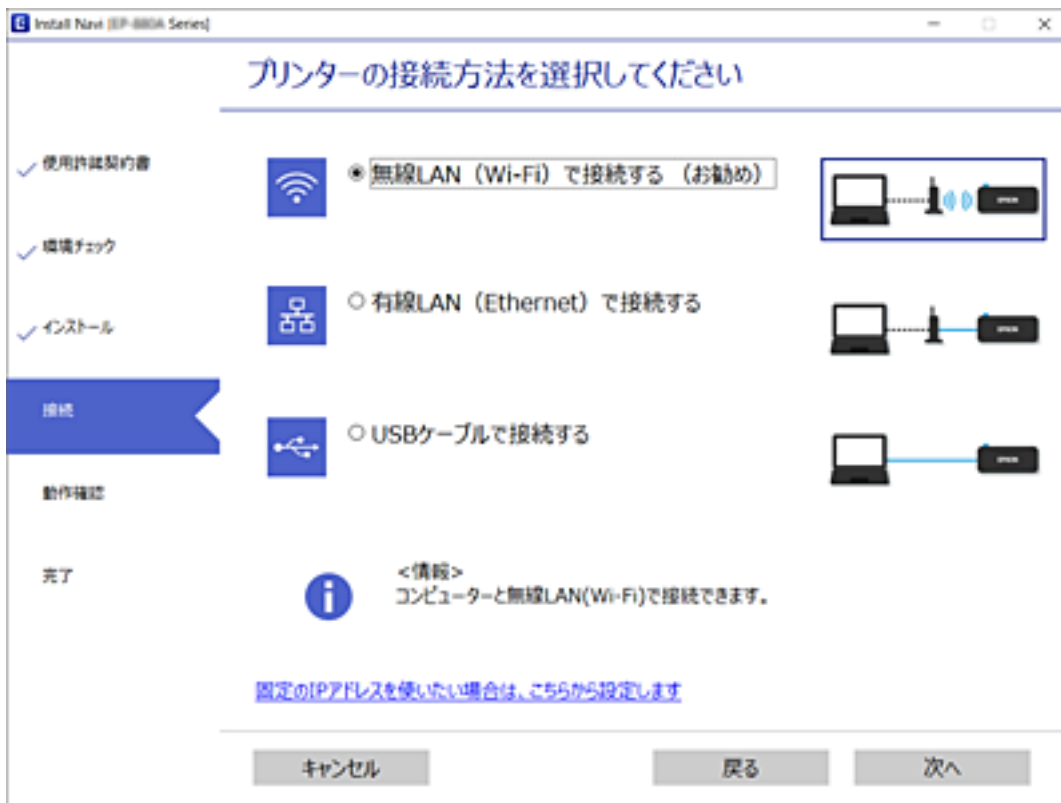 Install Navi [EP-880A Series]
プリンターの接続方法を選択してください
使用許諾契約書
環境チェック
インストール
接続
動作確認
完了
無線LAN（Wi-Fi）で接続する （お勧め）
有線LAN（Ethernet）で接続する
USBケーブルで接続する
EPSON
EPSON
EPSON
<情報>
コンピューターと無線LAN(Wi-Fi)で接続できます。
固定のIPアドレスを使いたい場合は、こちらから設定します
キャンセル
戻る
次へ